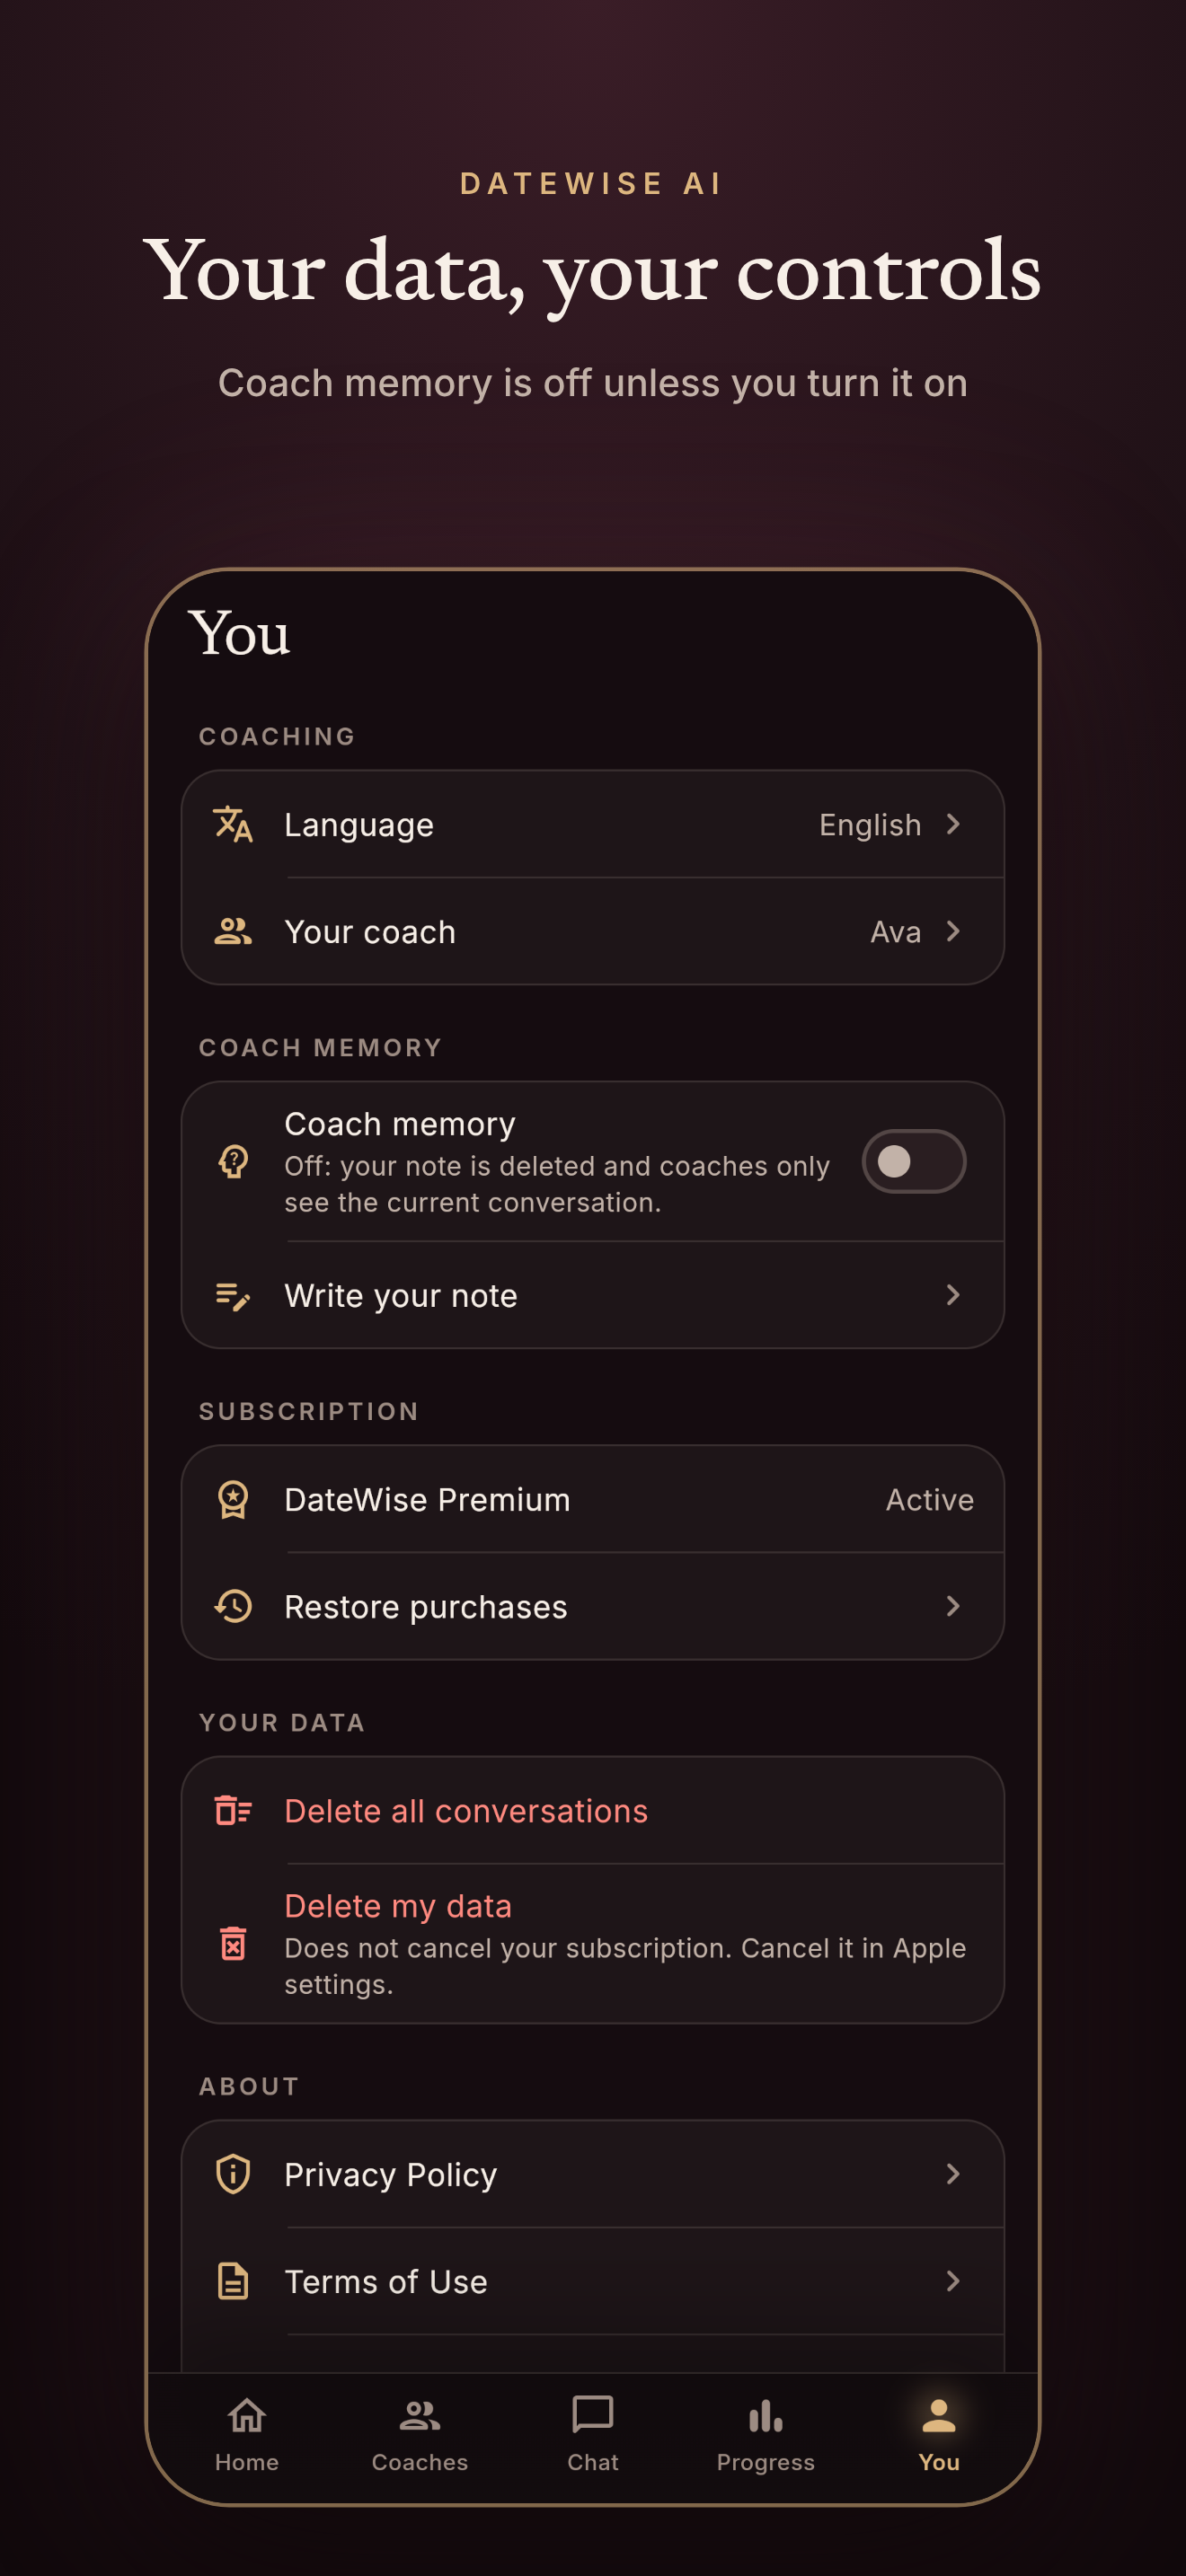 DATEWISE AI
Your data, your controls
Coach memory is off unless you turn it on
You
COACHING
Language English
Your coach Ava
COACH MEMORY
Coach memory
Off: your note is deleted and coaches only
see the current conversation.
Write your note
SUBSCRIPTION
DateWise Premium Active
Restore purchases
YOUR DATA
Delete all conversations
Delete my data
Does not cancel your subscription. Cancel it in Apple
settings.
ABOUT
Privacy Policy
Terms of Use
Home Coaches Chat Progress You